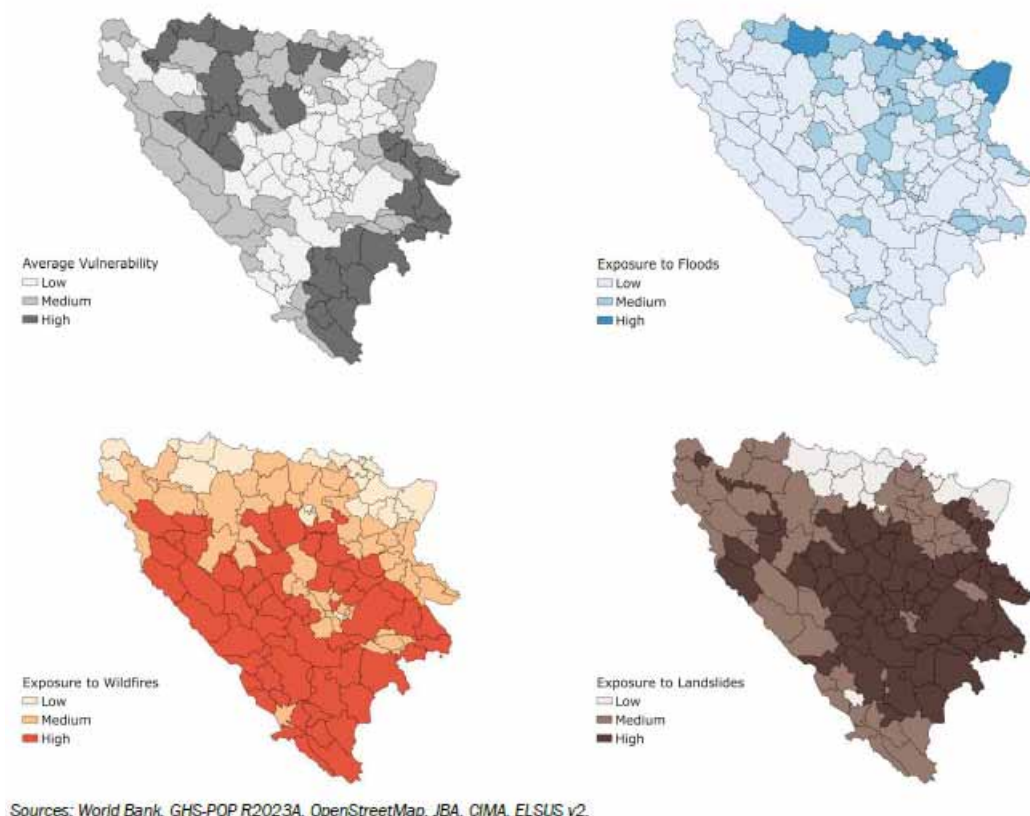 Average Vulnerability
Low
Medium
High
Exposure to Floods
Low
Medium
High
Exposure to Wildfires
Low
Medium
High
Exposure to Landslides
Low
Medium
High
Sources: World Bank, GHS-POP R2023A, OpenStreetMap, JBA, CIMA, ELSUS v2.